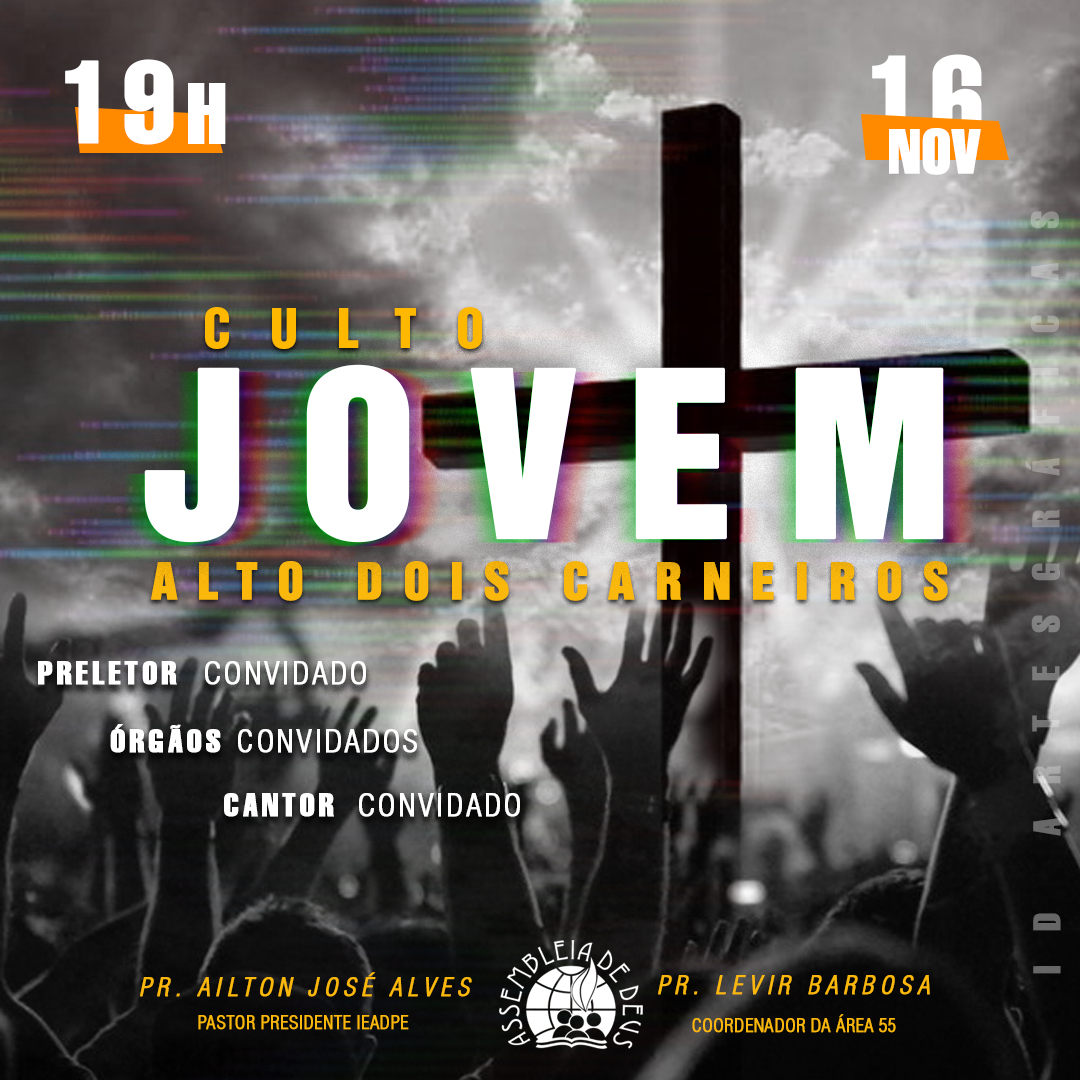 19H
16
NOV
CULTO
JOVEM
ALTO DOIS CARNEIROS
PRELETOR CONVIDADO
ÓRGÃOS CONVIDADOS
CANTOR CONVIDADO
PR. AILTON JOSÉ ALVES
PASTOR PRESIDENTE IEADPE
ASSEMBLEIA DE DEUS
PR. LEVIR BARBOSA
COORDENADOR DA ÁREA 55
ID ARTES GRÁFICAS